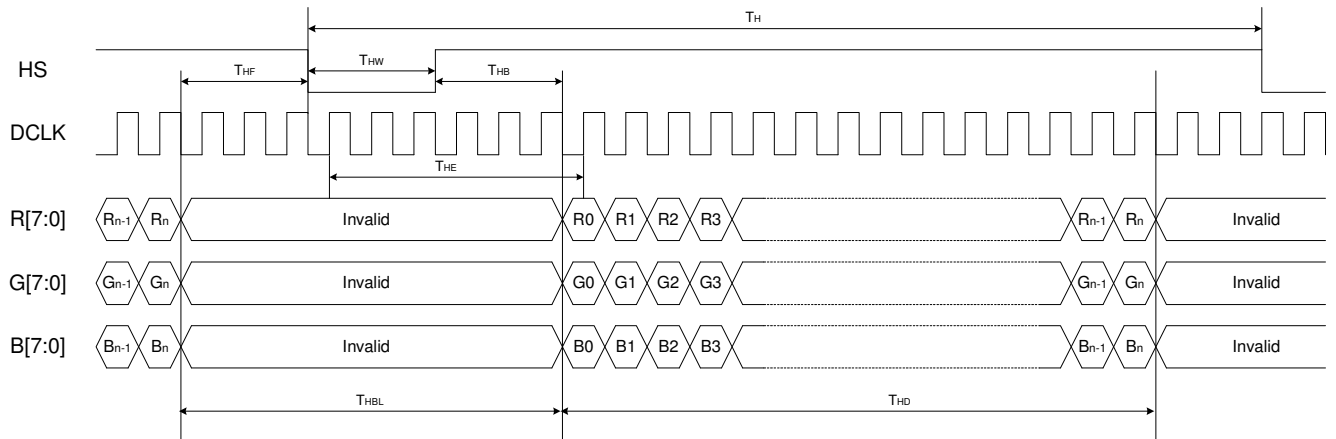 TH
HS
THF THW THB
DCLK
THE
R[7:0] Rn-1 Rn Invalid R0 R1 R2 R3 Rn-1 Rn Invalid
G[7:0] Gn-1 Gn Invalid G0 G1 G2 G3 Gn-1 Gn Invalid
B[7:0] Bn-1 Bn Invalid B0 B1 B2 B3 Bn-1 Bn Invalid
THBL THD